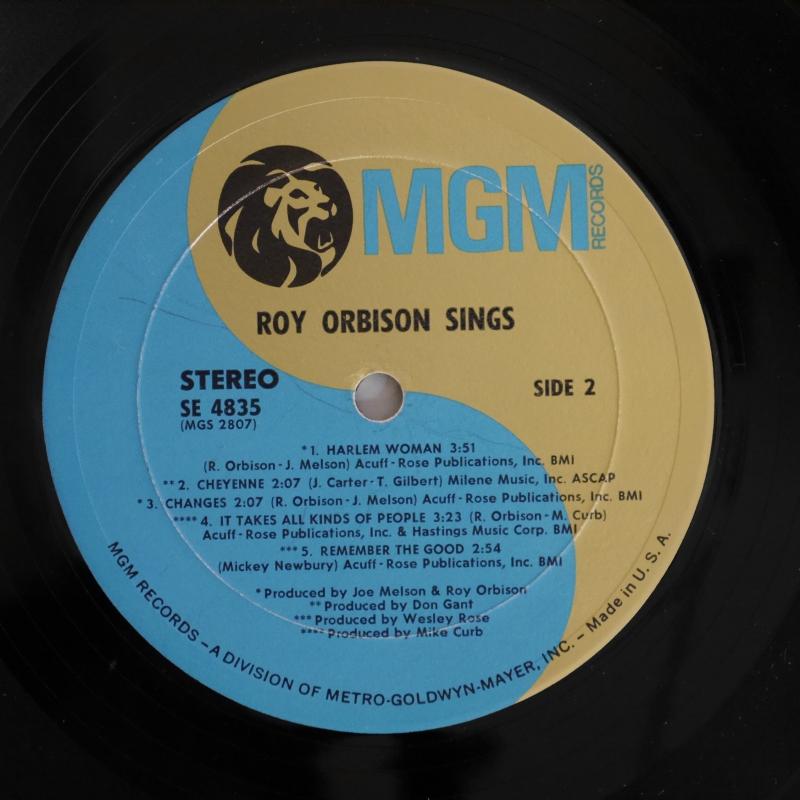 MGM
RECORDS
ROY ORBISON SINGS
STEREO
SE 4835
(MGS 2807)
SIDE 2
*1. HARLEM WOMAN 3:51
(R. Orbison - J. Melson) Acuff - Rose Publications, Inc. BMI
**2. CHEYENNE 2:07 (J. Carter - T. Gilbert) Milene Music, Inc. ASCAP
*3. CHANGES 2:07 (R. Orbison - J. Melson) Acuff - Rose Publications, Inc. BMI
****4. IT TAKES ALL KINDS OF PEOPLE 3:23 (R. Orbison - M. Curb)
Acuff - Rose Publications, Inc. & Hastings Music Corp. BMI
***5. REMEMBER THE GOOD 2:54
(Mickey Newbury) Acuff - Rose Publications, Inc. BMI
*Produced by Joe Melson & Roy Orbison
**Produced by Don Gant
***Produced by Wesley Rose
****Produced by Mike Curb
MGM RECORDS – A DIVISION OF METRO-GOLDWYN-MAYER, INC. – Made in U. S. A.